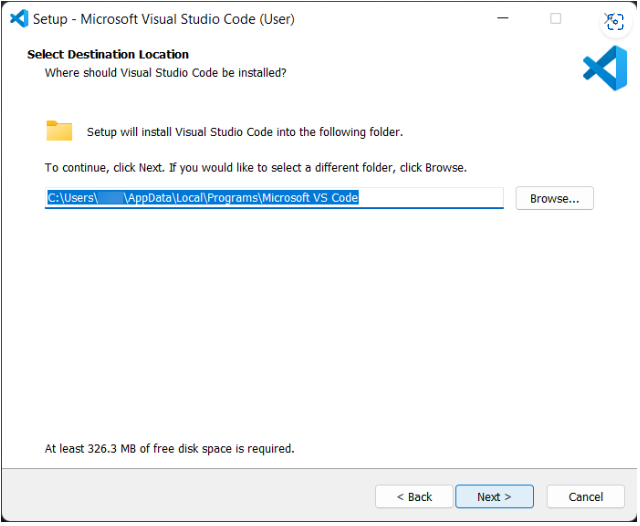 Setup - Microsoft Visual Studio Code (User)
Select Destination Location
Where should Visual Studio Code be installed?
Setup will install Visual Studio Code into the following folder.
To continue, click Next. If you would like to select a different folder, click Browse.
C:\Users\ \AppData\Local\Programs\Microsoft VS Code
Browse...
At least 326.3 MB of free disk space is required.
< Back
Next >
Cancel